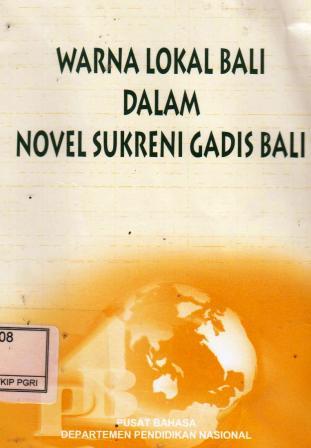 WARNA LOKAL BALI
DALAM
NOVEL SUKRENI GADIS BALI
08
KIP PGRI
PUSAT BAHASA
DEPARTEMEN PENDIDIKAN NASIONAL